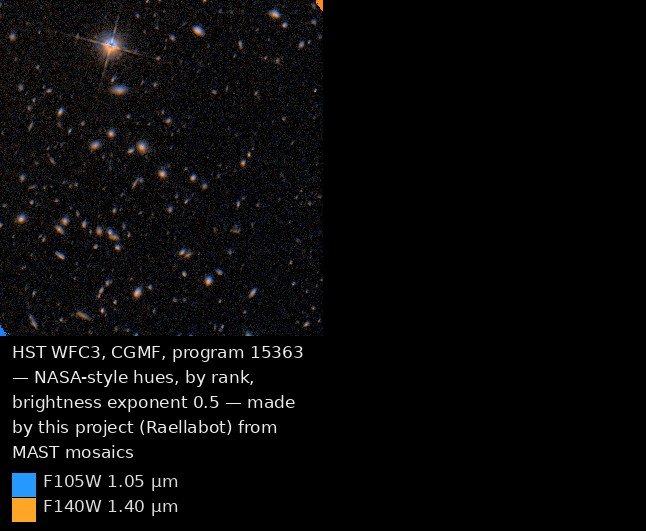 HST WFC3, CGMF, program 15363
— NASA-style hues, by rank,
brightness exponent 0.5 — made
by this project (Raellabot) from
MAST mosaics
F105W 1.05 μm
F140W 1.40 μm